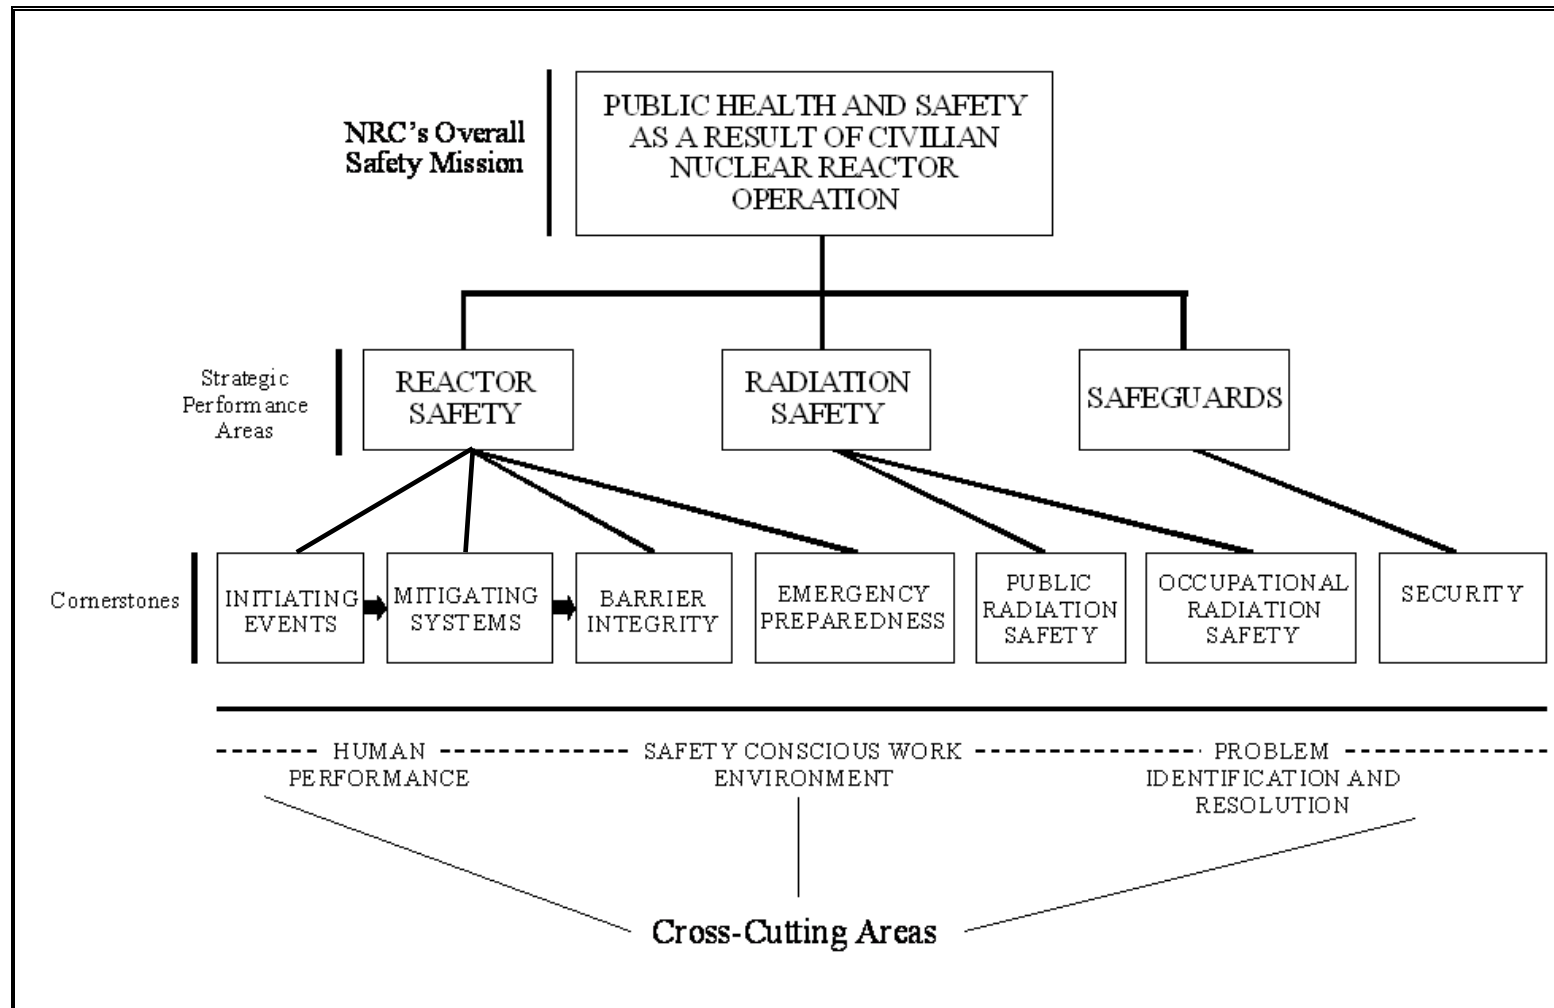 NRC's Overall
Safety Mission
PUBLIC HEALTH AND SAFETY
AS A RESULT OF CIVILIAN
NUCLEAR REACTOR
OPERATION
Strategic
Performance
Areas
REACTOR
SAFETY
RADIATION
SAFETY
SAFEGUARDS
Cornerstones
INITIATING
EVENTS
MITIGATING
SYSTEMS
BARRIER
INTEGRITY
EMERGENCY
PREPAREDNESS
PUBLIC
RADIATION
SAFETY
OCCUPATIONAL
RADIATION
SAFETY
SECURITY
HUMAN
PERFORMANCE
SAFETY CONSCIOUS WORK
ENVIRONMENT
PROBLEM
IDENTIFICATION AND
RESOLUTION
Cross-Cutting Areas